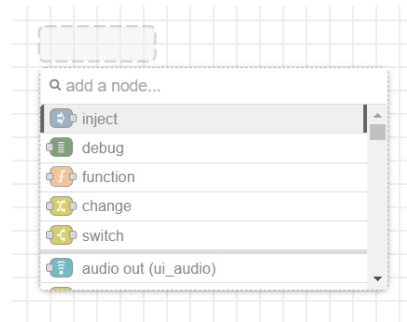 add a node...
inject
debug
function
change
switch
audio out (ui_audio)